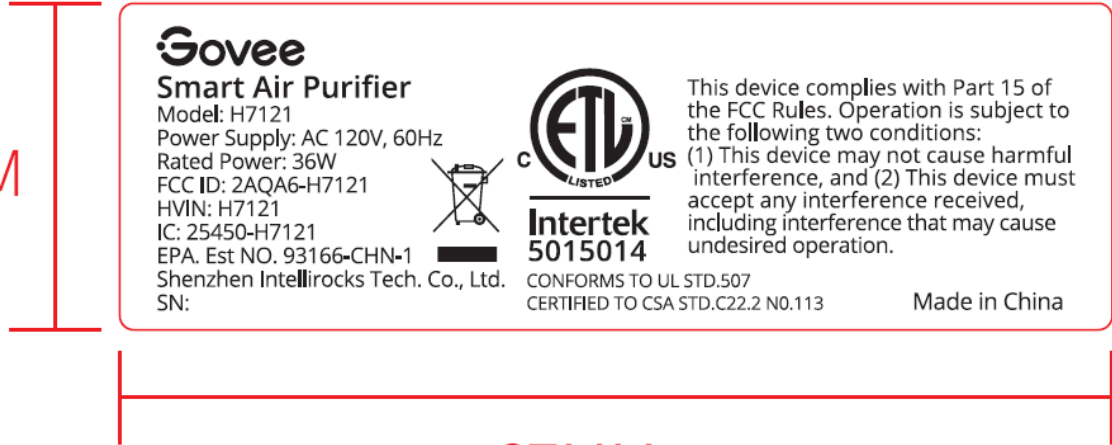 Govee
Smart Air Purifier
Model: H7121
Power Supply: AC 120V, 60Hz
Rated Power: 36W
FCC ID: 2AQA6-H7121
HVIN: H7121
IC: 25450-H7121
EPA. Est NO. 93166-CHN-1
Shenzhen Intellirocks Tech. Co., Ltd.
SN:
ETL CM
C US
LISTED
Intertek
5015014
CONFORMS TO UL STD.507
CERTIFIED TO CSA STD.C22.2 N0.113
This device complies with Part 15 of
the FCC Rules. Operation is subject to
the following two conditions:
(1) This device may not cause harmful
interference, and (2) This device must
accept any interference received,
including interference that may cause
undesired operation.
Made in China
M